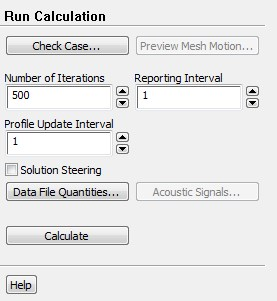 Run Calculation
Check Case... Preview Mesh Motion...
Number of Iterations Reporting Interval
500 1
Profile Update Interval
1
Solution Steering
Data File Quantities... Acoustic Signals...
Calculate
Help